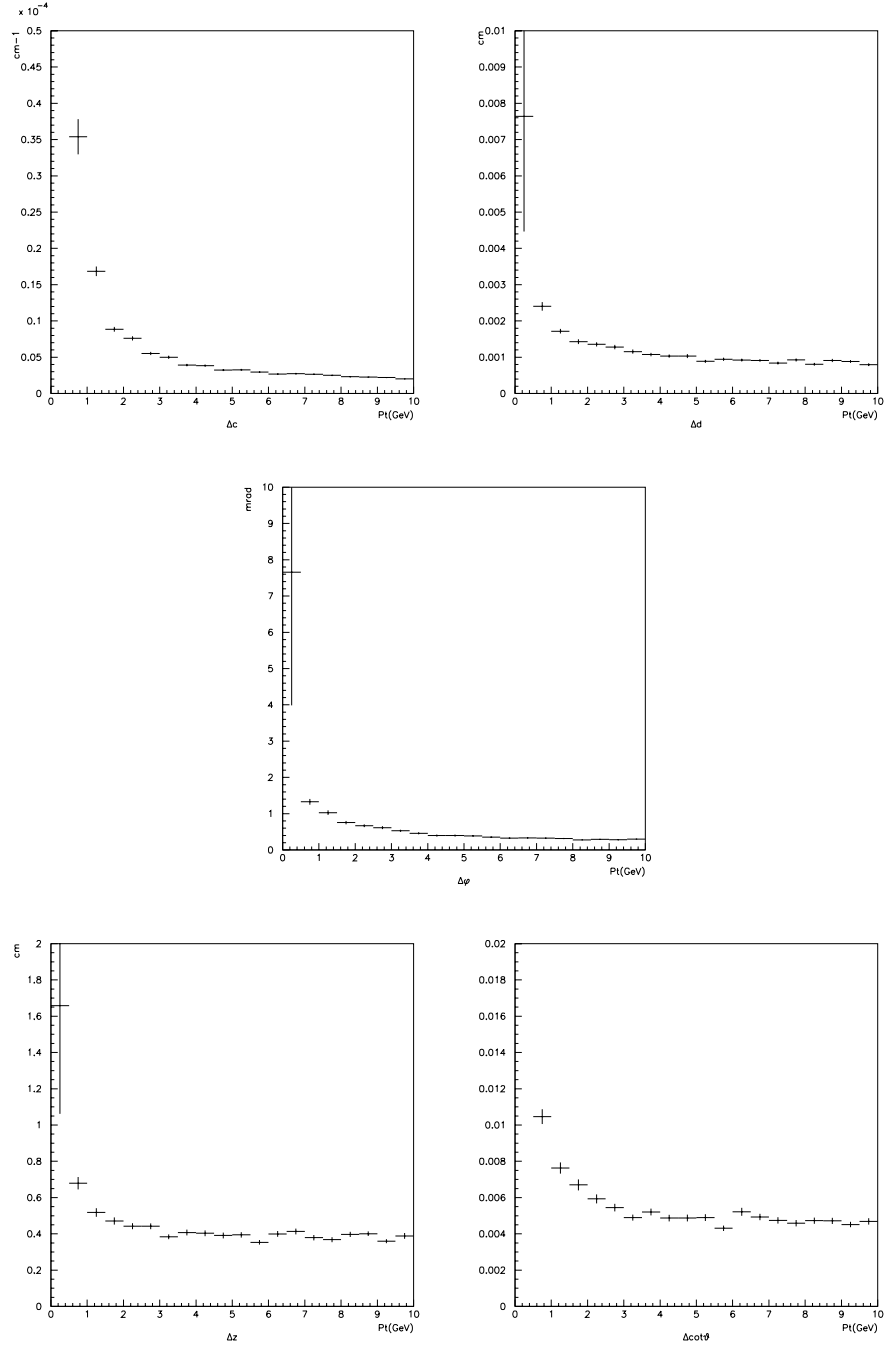 × 10⁻⁴
cm−1
0.5
0.45
0.4
0.35
0.3
0.25
0.2
0.15
0.1
0.05
0
0 1 2 3 4 5 6 7 8 9 10
Pt(GeV)
Δc
cm
0.01
0.009
0.008
0.007
0.006
0.005
0.004
0.003
0.002
0.001
0
0 1 2 3 4 5 6 7 8 9 10
Pt(GeV)
Δd
mrad
10
9
8
7
6
5
4
3
2
1
0
0 1 2 3 4 5 6 7 8 9 10
Pt(GeV)
Δφ
cm
2
1.8
1.6
1.4
1.2
1
0.8
0.6
0.4
0.2
0
0 1 2 3 4 5 6 7 8 9 10
Pt(GeV)
Δz
0.02
0.018
0.016
0.014
0.012
0.01
0.008
0.006
0.004
0.002
0
0 1 2 3 4 5 6 7 8 9 10
Pt(GeV)
Δcotϑ